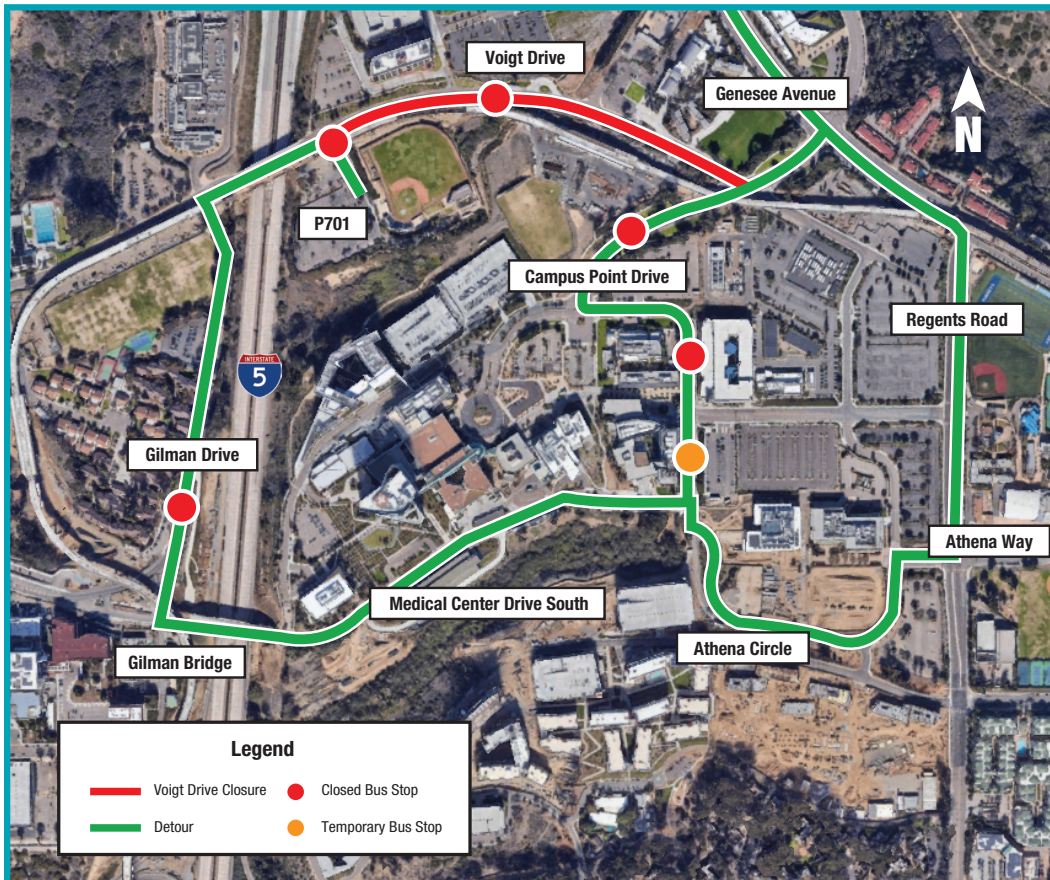 Voigt Drive
Genesee Avenue
N
P701
Campus Point Drive
Regents Road
INTERSTATE
5
Gilman Drive
Athena Way
Medical Center Drive South
Athena Circle
Gilman Bridge
Legend
Voigt Drive Closure
Closed Bus Stop
Detour
Temporary Bus Stop